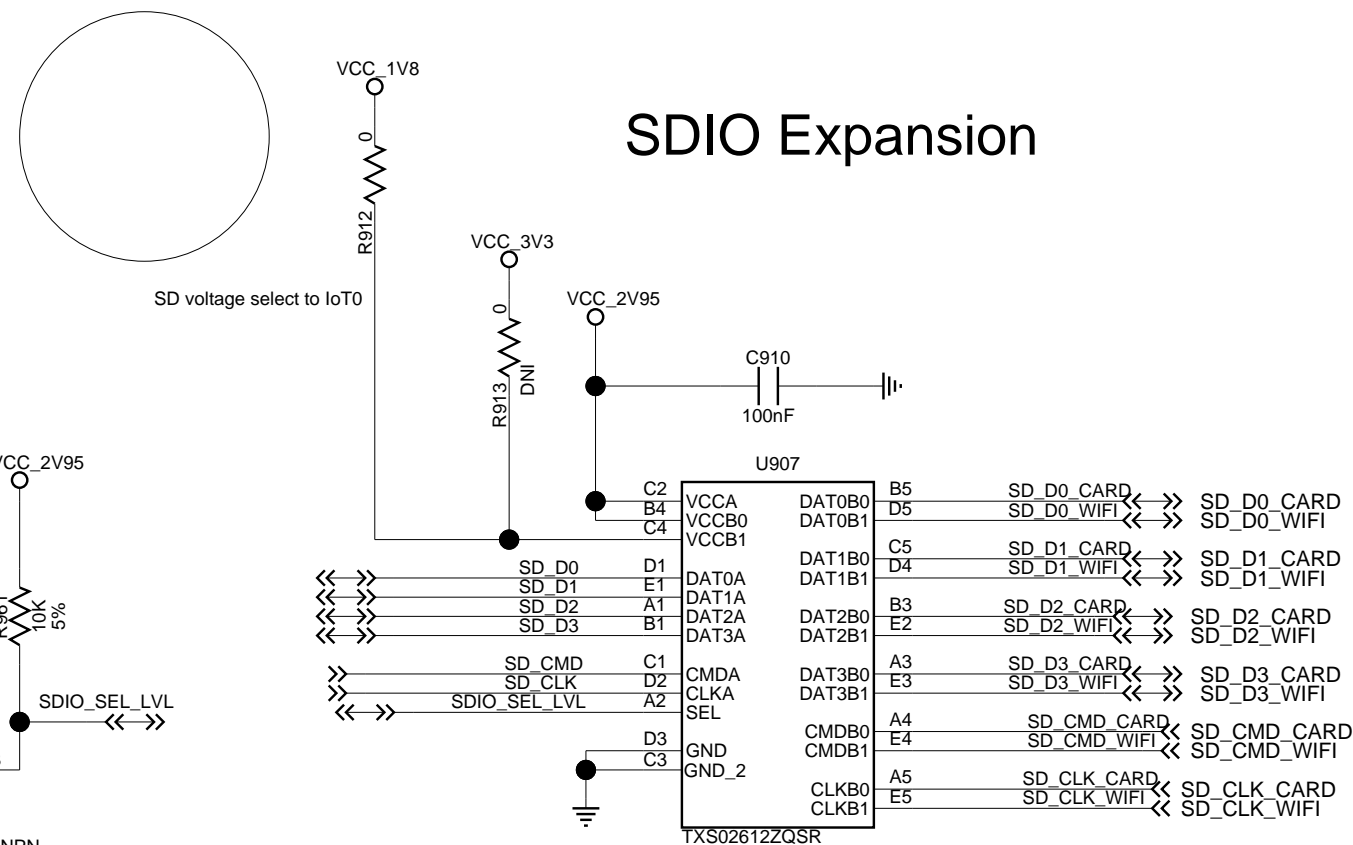 SDIO Expansion
VCC_1V8
0
R912
SD voltage select to IoT0
VCC_3V3
0
R913
DNI
VCC_2V95
C910
100nF
VCC_2V95
10K
5%
SDIO_SEL_LVL
NPN
U907
C2 VCCA
B4 VCCB0
C4 VCCB1
SD_D0 D1 DAT0A
SD_D1 E1 DAT1A
SD_D2 A1 DAT2A
SD_D3 B1 DAT3A
SD_CMD C1 CMDA
SD_CLK D2 CLKA
SDIO_SEL_LVL A2 SEL
D3 GND
C3 GND_2
DAT0B0 B5 SD_D0_CARD SD_D0_CARD
DAT0B1 D5 SD_D0_WIFI SD_D0_WIFI
DAT1B0 C5 SD_D1_CARD SD_D1_CARD
DAT1B1 D4 SD_D1_WIFI SD_D1_WIFI
DAT2B0 B3 SD_D2_CARD SD_D2_CARD
DAT2B1 E2 SD_D2_WIFI SD_D2_WIFI
DAT3B0 A3 SD_D3_CARD SD_D3_CARD
DAT3B1 E3 SD_D3_WIFI SD_D3_WIFI
CMDB0 A4 SD_CMD_CARD SD_CMD_CARD
CMDB1 E4 SD_CMD_WIFI SD_CMD_WIFI
CLKB0 A5 SD_CLK_CARD SD_CLK_CARD
CLKB1 E5 SD_CLK_WIFI SD_CLK_WIFI
TXS02612ZQSR